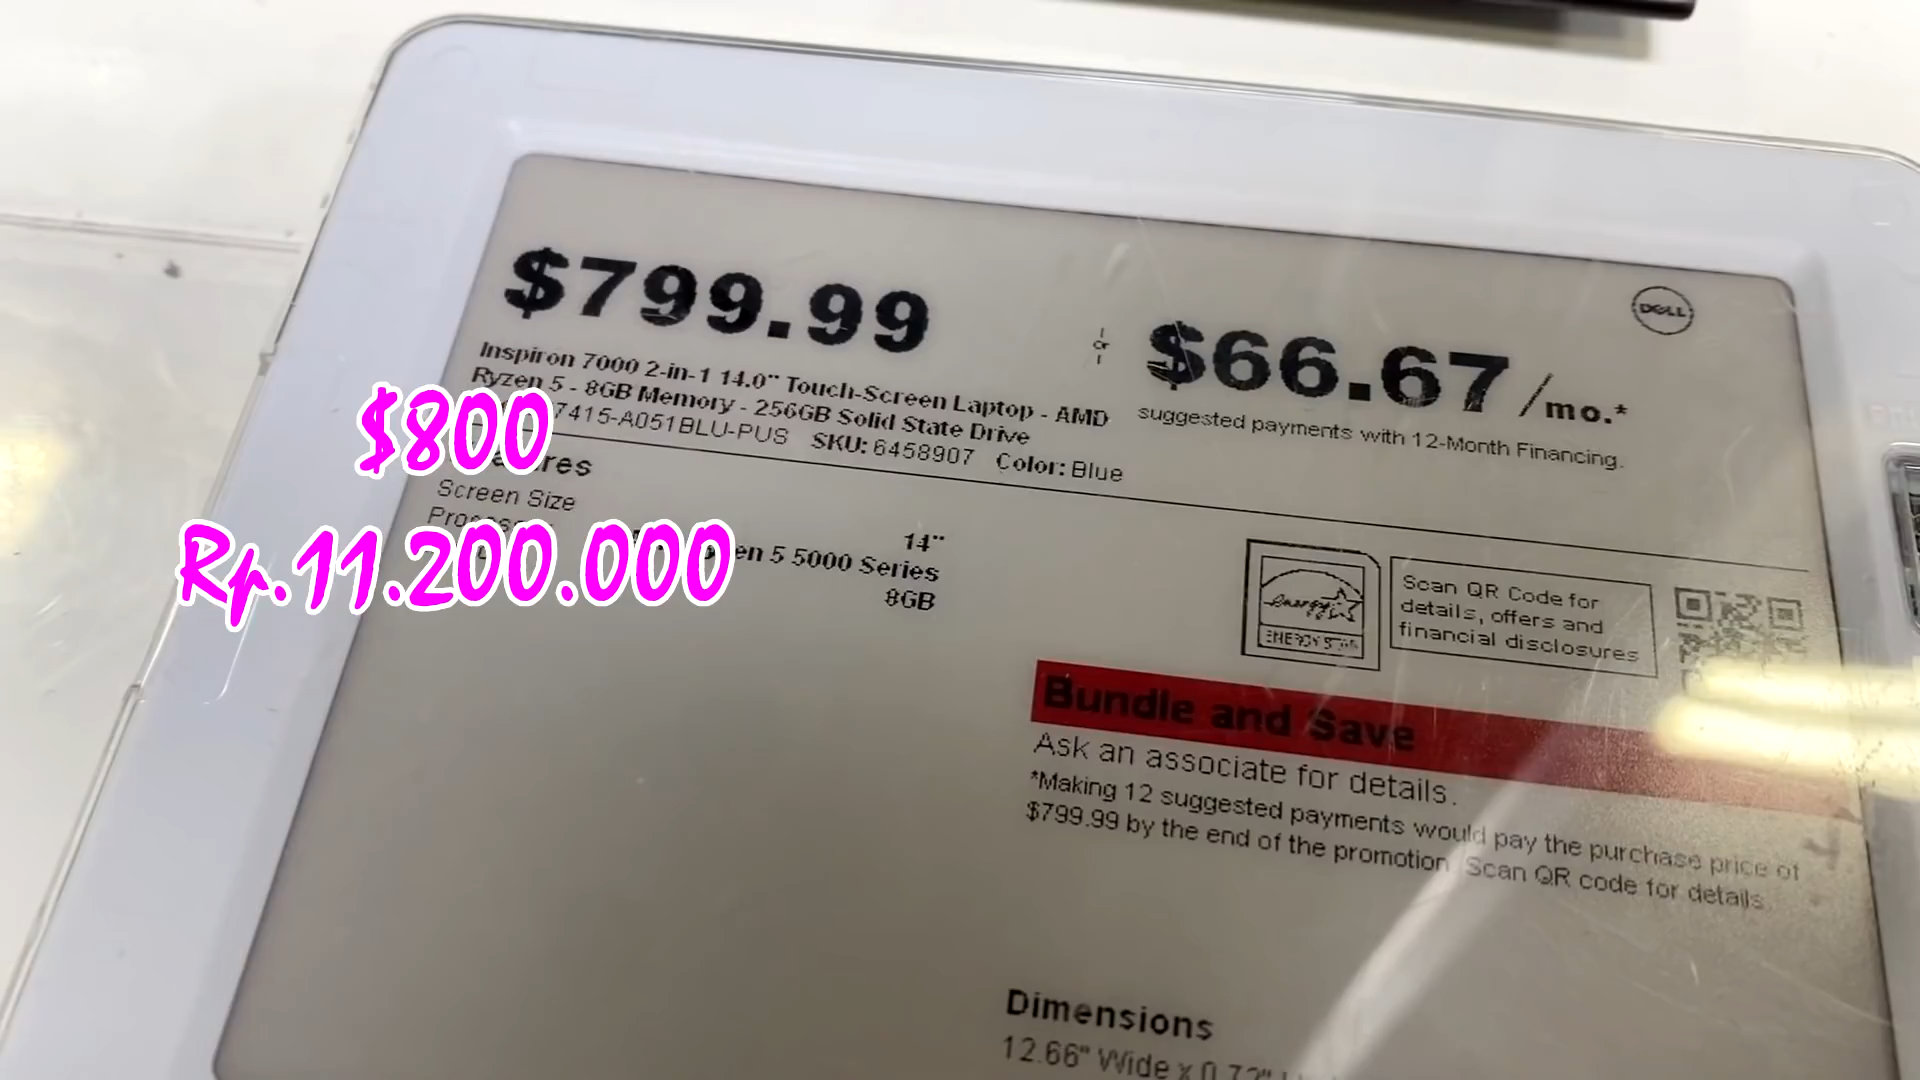 $799.99
or
$66.67/mo.*
DELL
suggested payments with 12-Month Financing.
Inspiron 7000 2-in-1 14.0" Touch-Screen Laptop - AMD
Ryzen 5 - 8GB Memory - 256GB Solid State Drive
7415-A051BLU-PUS SKU: 6458907 Color: Blue
$800
Screen Size
14"
Rp.11.200.000
5 5000 Series
8GB
ENERGY STAR
Scan QR Code for
details, offers and
financial disclosures
Bundle and Save
Ask an associate for details.
*Making 12 suggested payments would pay the purchase price of
$799.99 by the end of the promotion. Scan QR code for details.
Dimensions
12.66" Wide x 0.72"